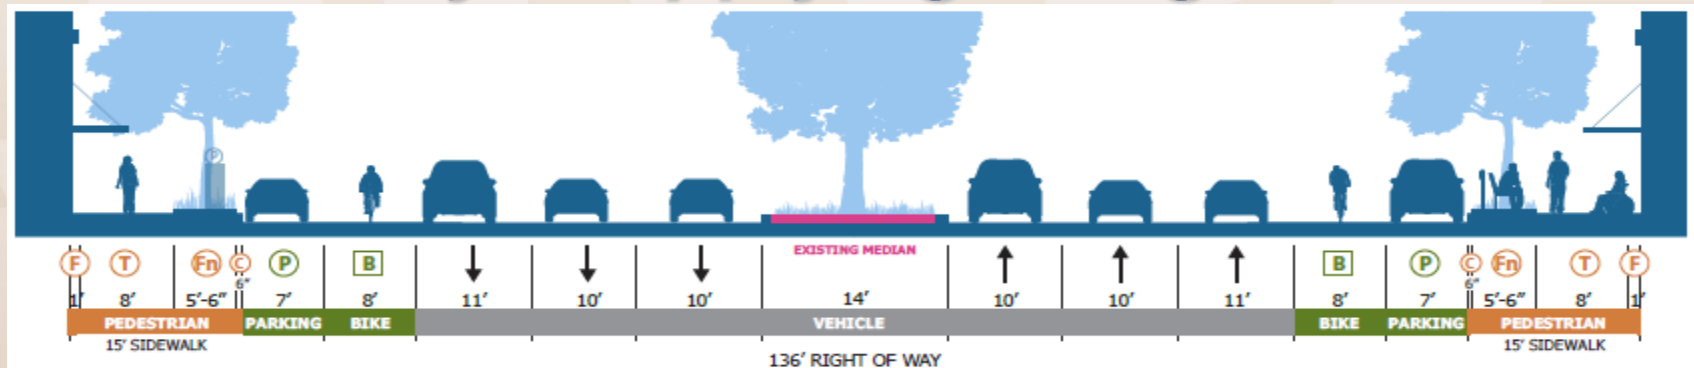 P
EXISTING MEDIAN
F T Fn C P B B P C Fn T F
6" 6"
1' 8' 5'-6" 7' 8' 11' 10' 10' 14' 10' 10' 11' 8' 7' 5'-6" 8' 1'
PEDESTRIAN PARKING BIKE VEHICLE BIKE PARKING PEDESTRIAN
15' SIDEWALK 15' SIDEWALK
136' RIGHT OF WAY